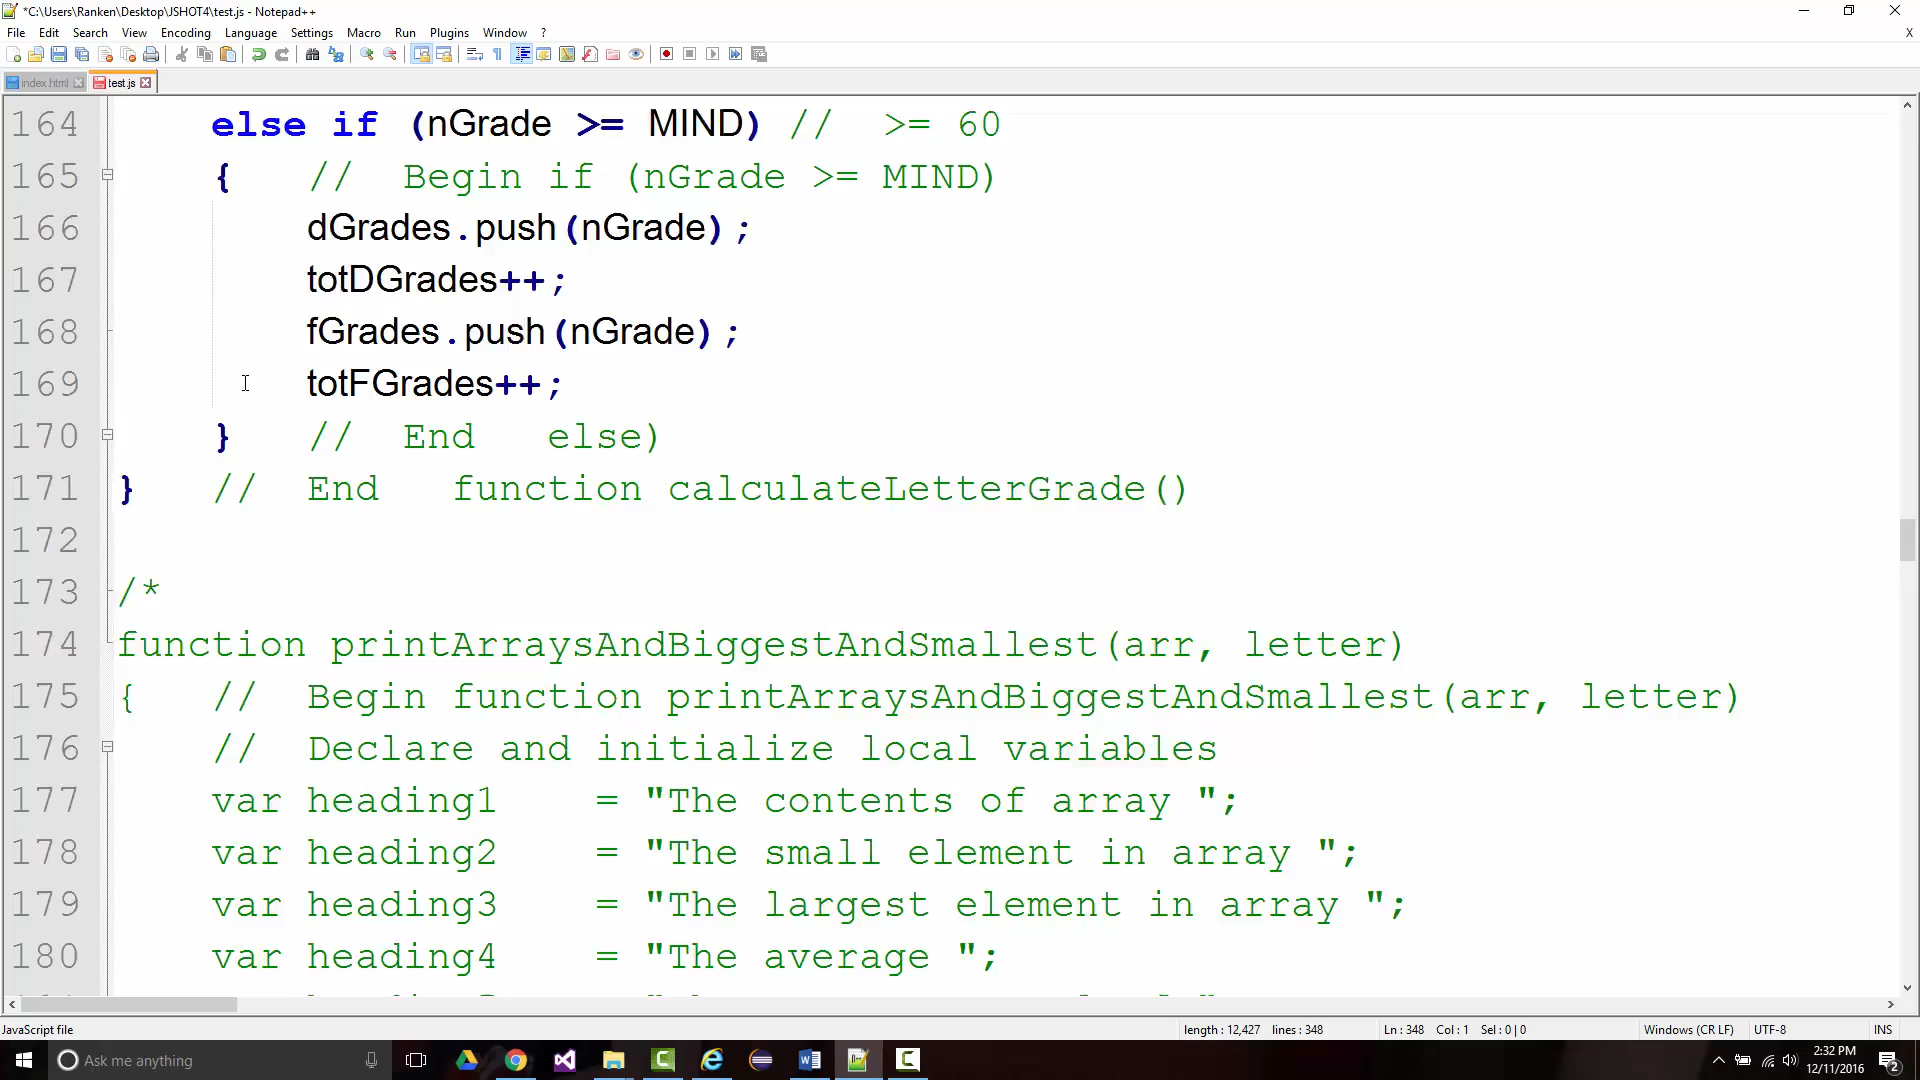 *C:\Users\Ranken\Desktop\JSHOT4\test.js - Notepad++
File Edit Search View Encoding Language Settings Macro Run Plugins Window ? X
index.html test.js
164 else if (nGrade >= MIND) // >= 60
165 { // Begin if (nGrade >= MIND)
166 dGrades.push(nGrade);
167 totDGrades++;
168 fGrades.push(nGrade);
169 totFGrades++;
170 } // End else)
171 } // End function calculateLetterGrade()
172
173 /*
174 function printArraysAndBiggestAndSmallest(arr, letter)
175 { // Begin function printArraysAndBiggestAndSmallest(arr, letter)
176 // Declare and initialize local variables
177 var heading1 = "The contents of array ";
178 var heading2 = "The small element in array ";
179 var heading3 = "The largest element in array ";
180 var heading4 = "The average ";
JavaScript file length : 12,427 lines : 348 Ln : 348 Col : 1 Sel : 0 | 0 Windows (CR LF) UTF-8 INS
Ask me anything
2:32 PM
12/11/2016
2